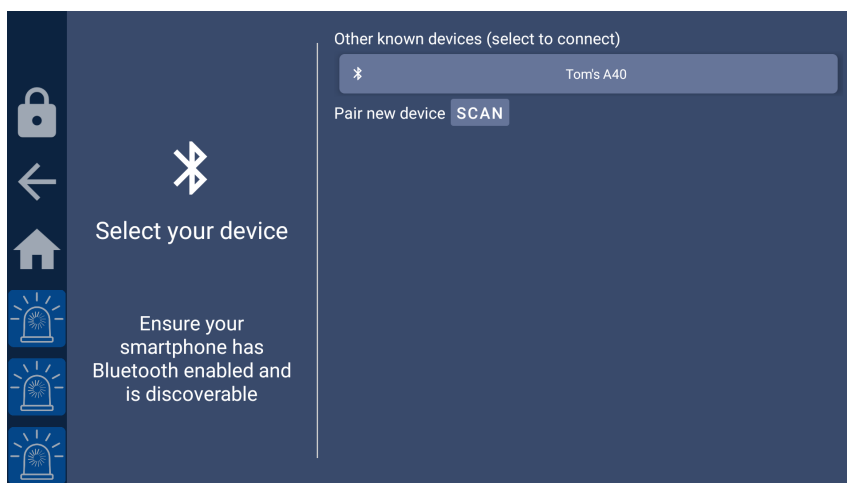 Other known devices (select to connect)
Tom's A40
Pair new device SCAN
Select your device
Ensure your
smartphone has
Bluetooth enabled and
is discoverable